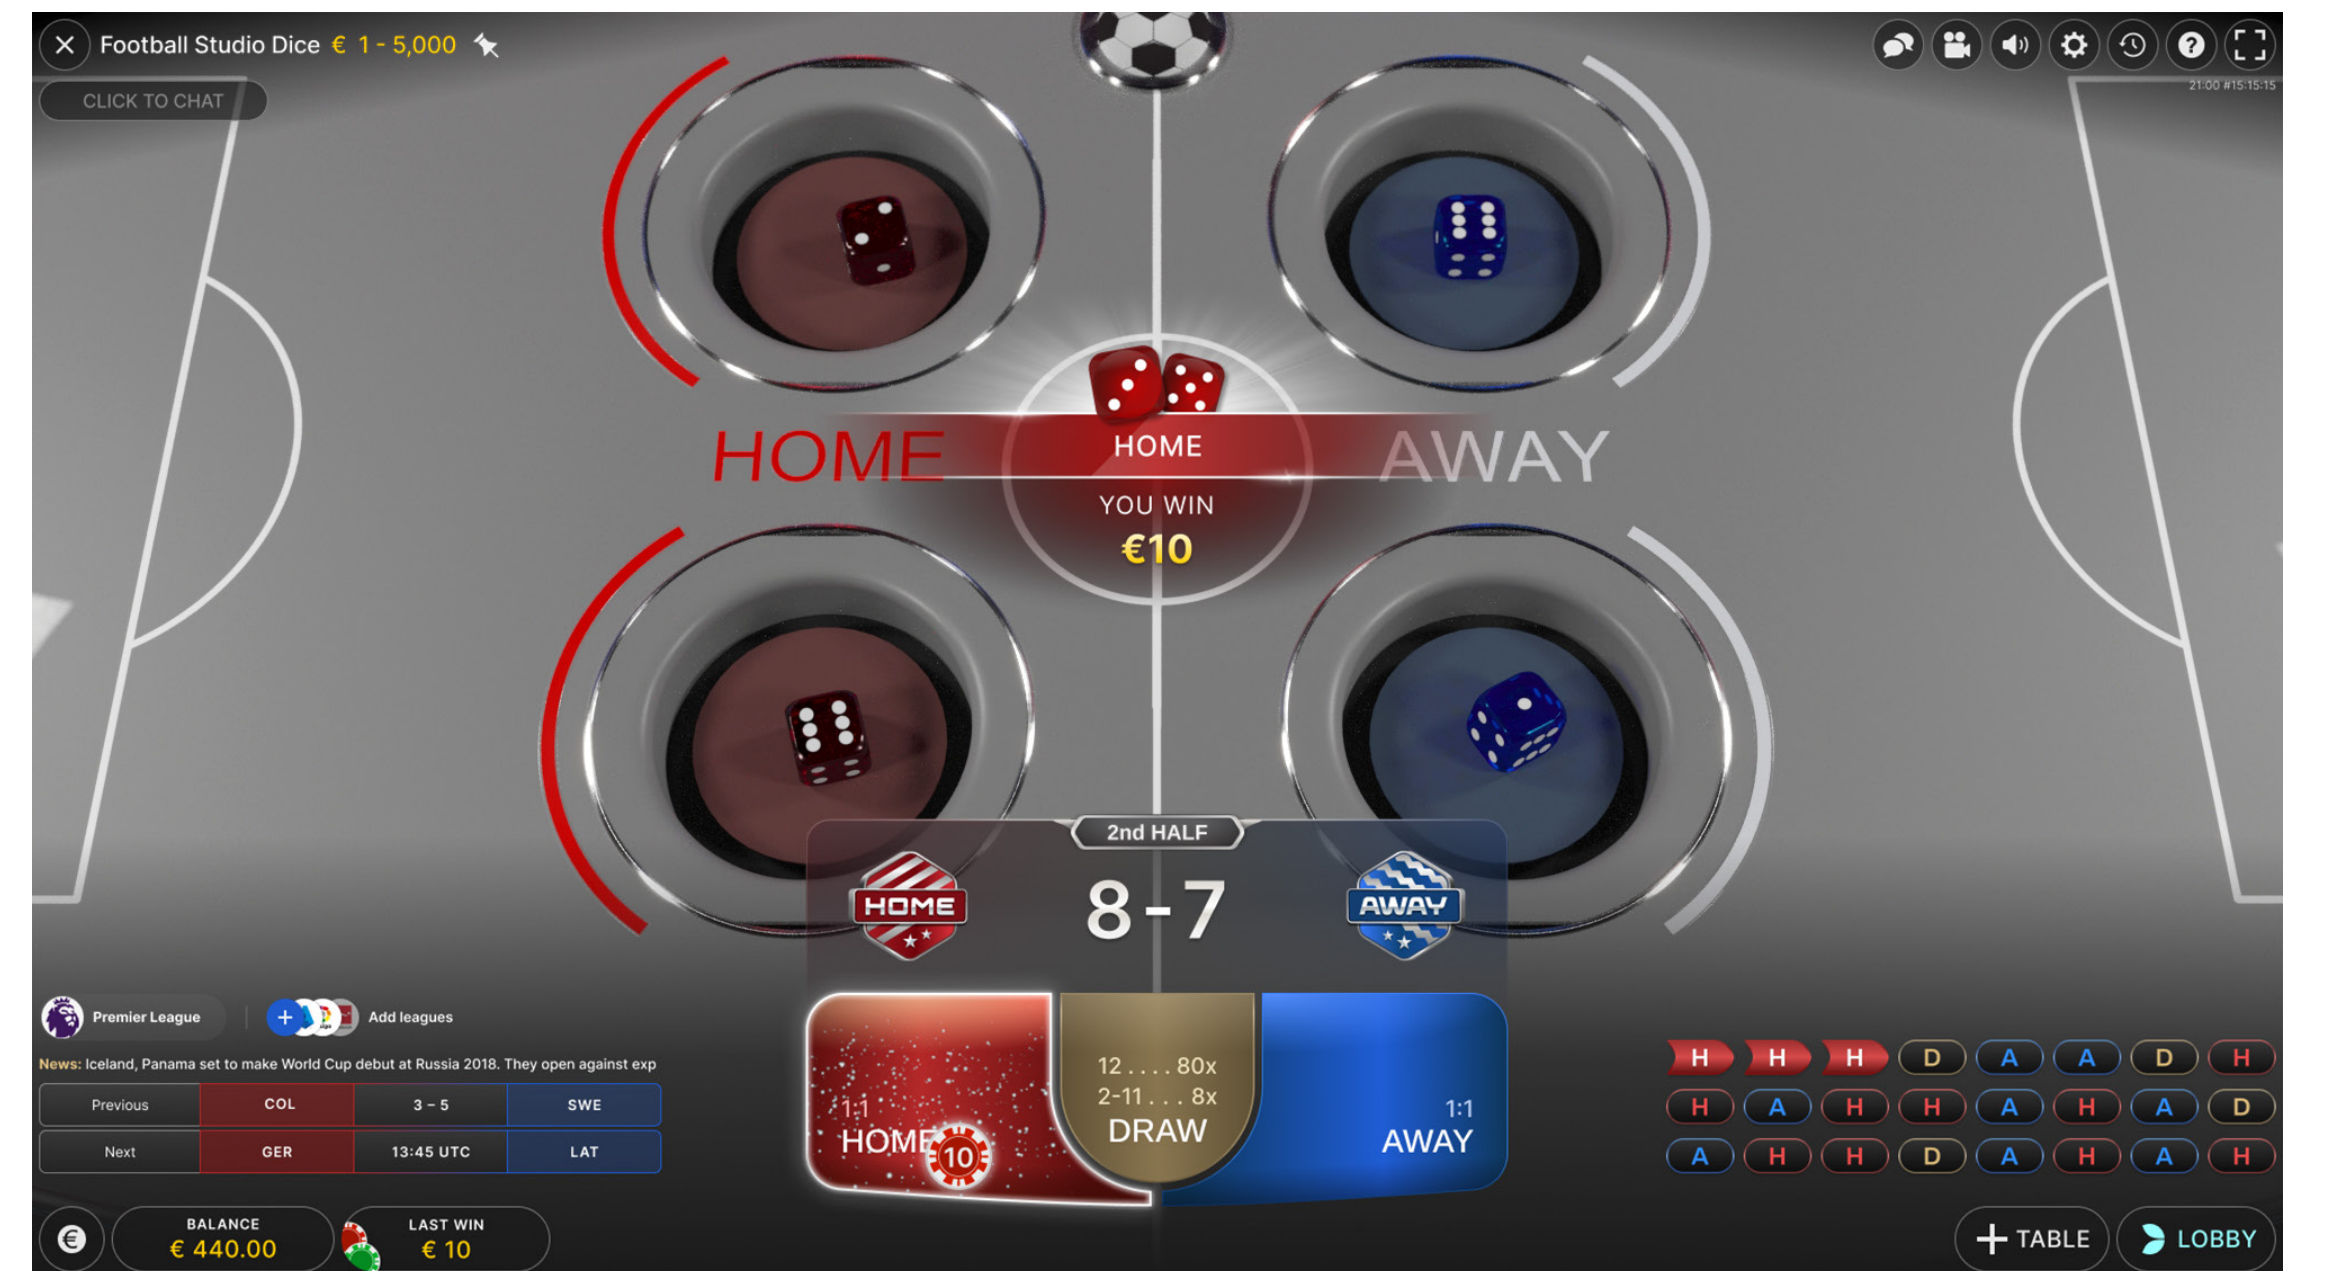 Football Studio Dice € 1 - 5,000
21:00 #15:15:15
CLICK TO CHAT
HOME
AWAY
HOME
YOU WIN
€10
2nd HALF
HOME
8 - 7
AWAY
Premier League
Add leagues
News: Iceland, Panama set to make World Cup debut at Russia 2018. They open against exp
Previous COL 3 – 5 SWE
Next GER 13:45 UTC LAT
1:1
HOME
10
12 . . . . 80x
2-11 . . . 8x
DRAW
1:1
AWAY
H H H D A A D H
H A H H A H A D
A H H D A H A H
€
BALANCE
€ 440.00
LAST WIN
€ 10
TABLE
LOBBY